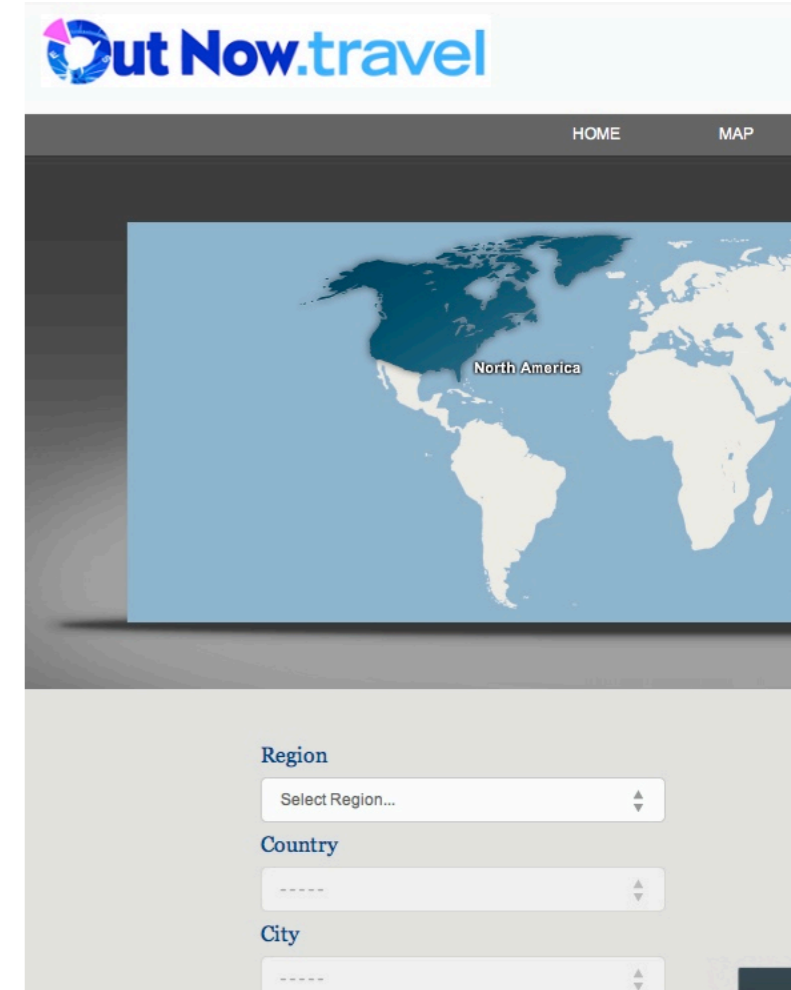 Out Now.travel
HOME MAP
North America
Region
Select Region...
Country
-----
City
-----